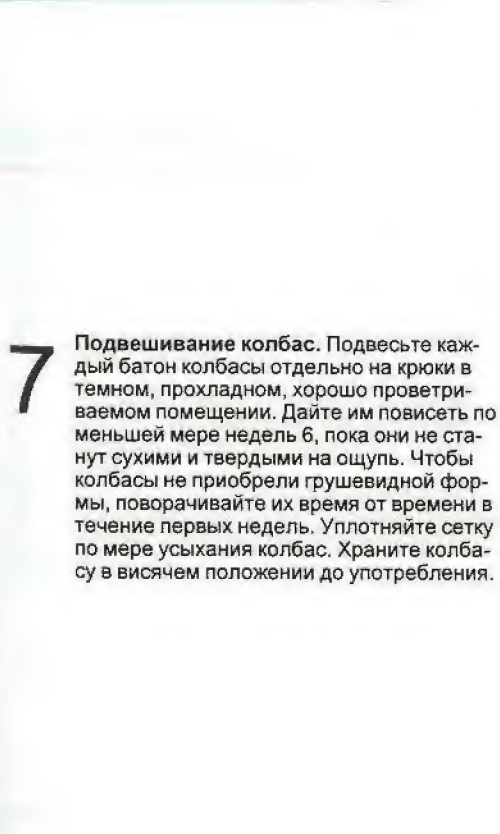 7
Подвешивание колбас. Подвесьте каж-
дый батон колбасы отдельно на крюки в
темном, прохладном, хорошо проветри-
ваемом помещении. Дайте им повисеть по
меньшей мере недель 6, пока они не ста-
нут сухими и твердыми на ощупь. Чтобы
колбасы не приобрели грушевидной фор-
мы, поворачивайте их время от времени в
течение первых недель. Уплотняйте сетку
по мере усыхания колбас. Храните колба-
су в висячем положении до употребления.